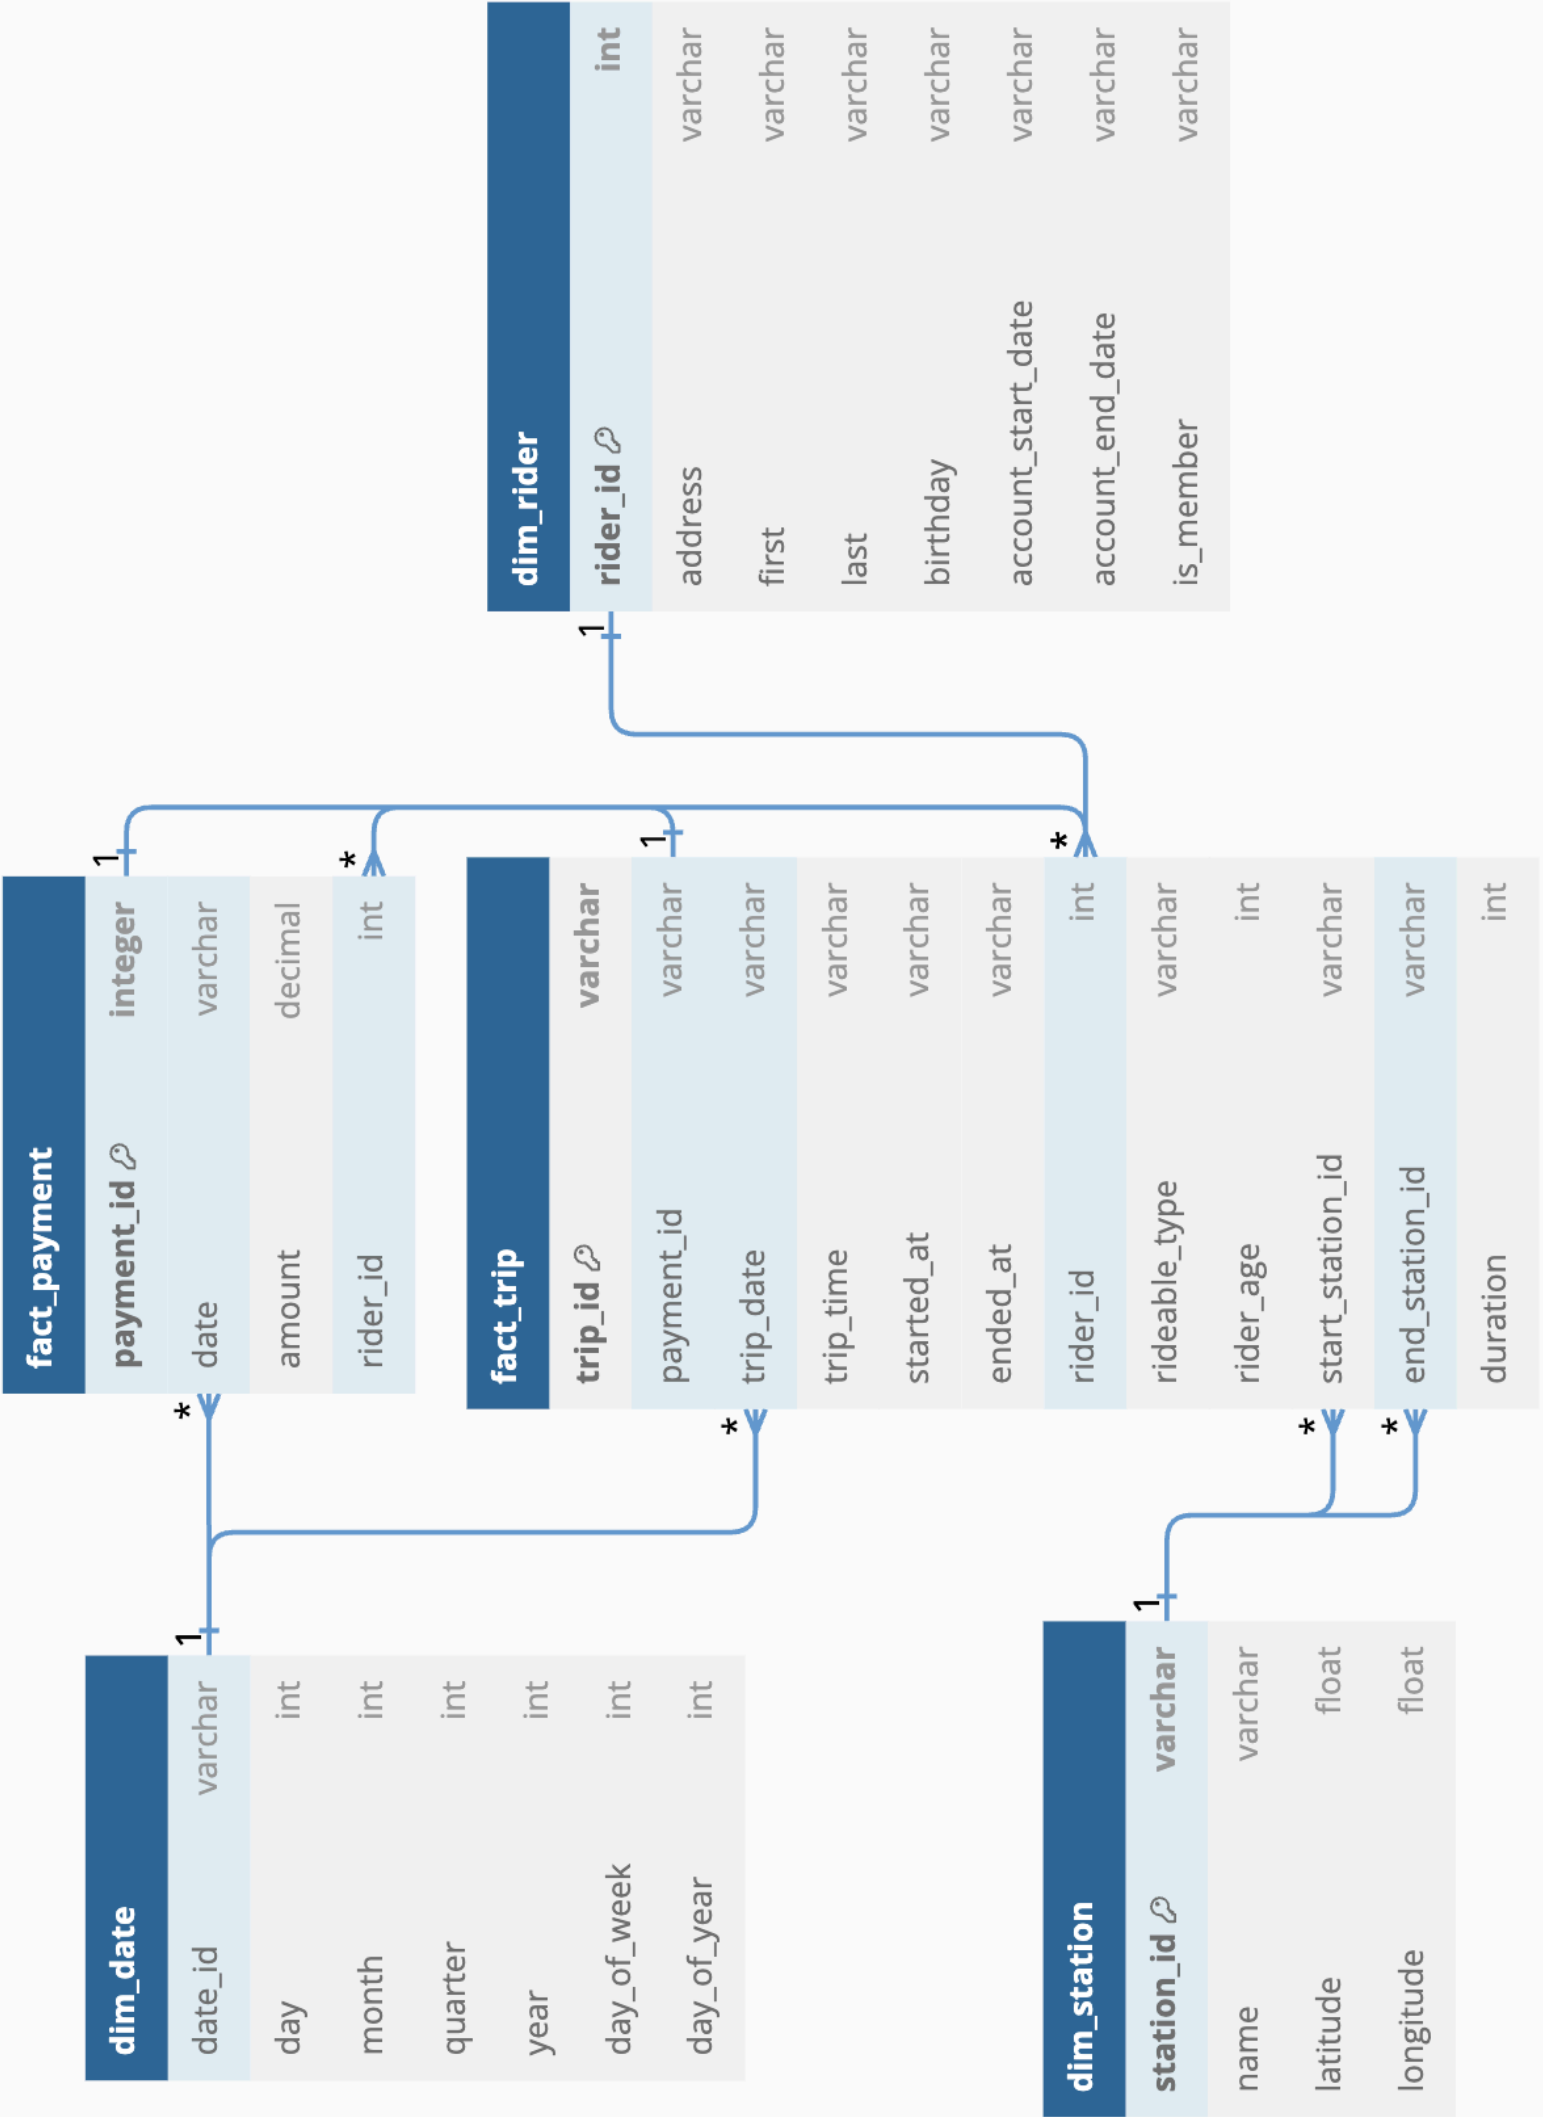 dim_date
date_id varchar
day int
month int
quarter int
year int
day_of_week int
day_of_year int
1
*
*
fact_payment
payment_id integer
date varchar
amount decimal
rider_id int
1
*
fact_trip
trip_id varchar
payment_id varchar
trip_date varchar
trip_time varchar
started_at varchar
ended_at varchar
rider_id int
rideable_type varchar
rider_age int
start_station_id varchar
end_station_id varchar
duration int
1
*
*
*
dim_station
station_id varchar
name varchar
latitude float
longitude float
1
dim_rider
rider_id int
address varchar
first varchar
last varchar
birthday varchar
account_start_date varchar
account_end_date varchar
is_member varchar
1